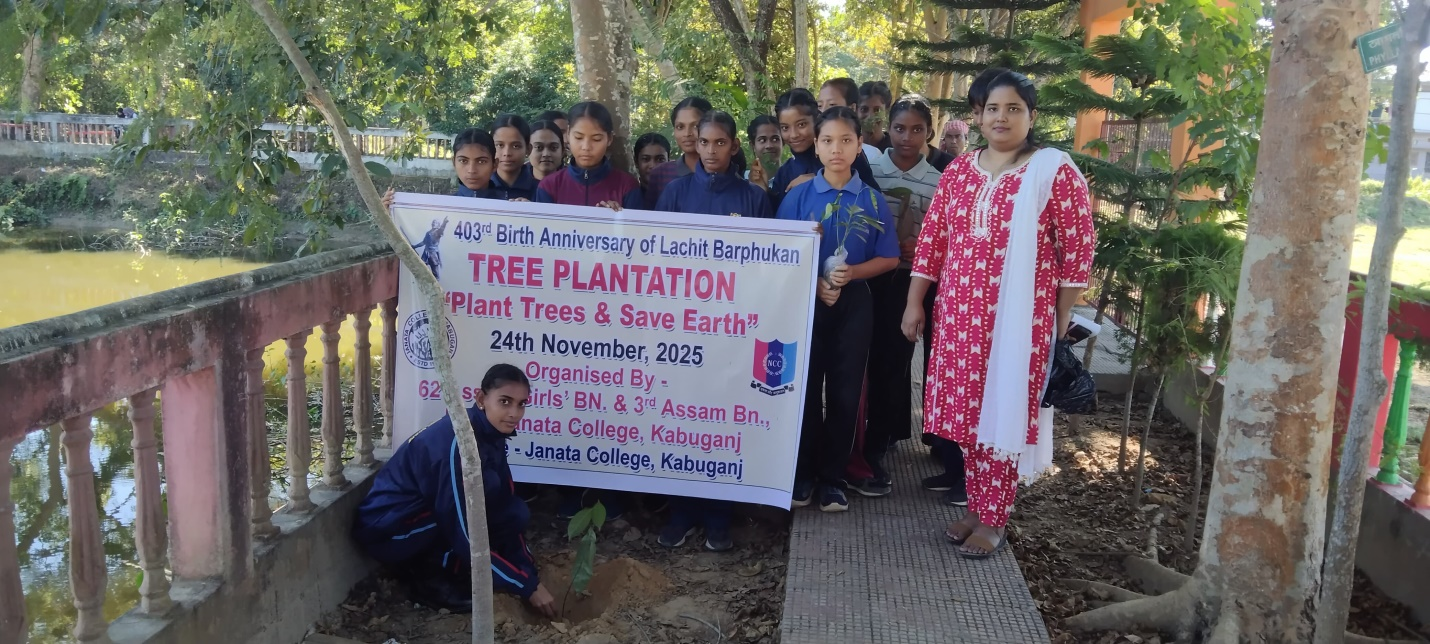 403rd Birth Anniversary of Lachit Barphukan
TREE PLANTATION
"Plant Trees & Save Earth"
24th November, 2025
Organised By -
62 Girls' BN. & 3rd Assam Bn.,
Janata College, Kabuganj
- Janata College, Kabuganj
NCC